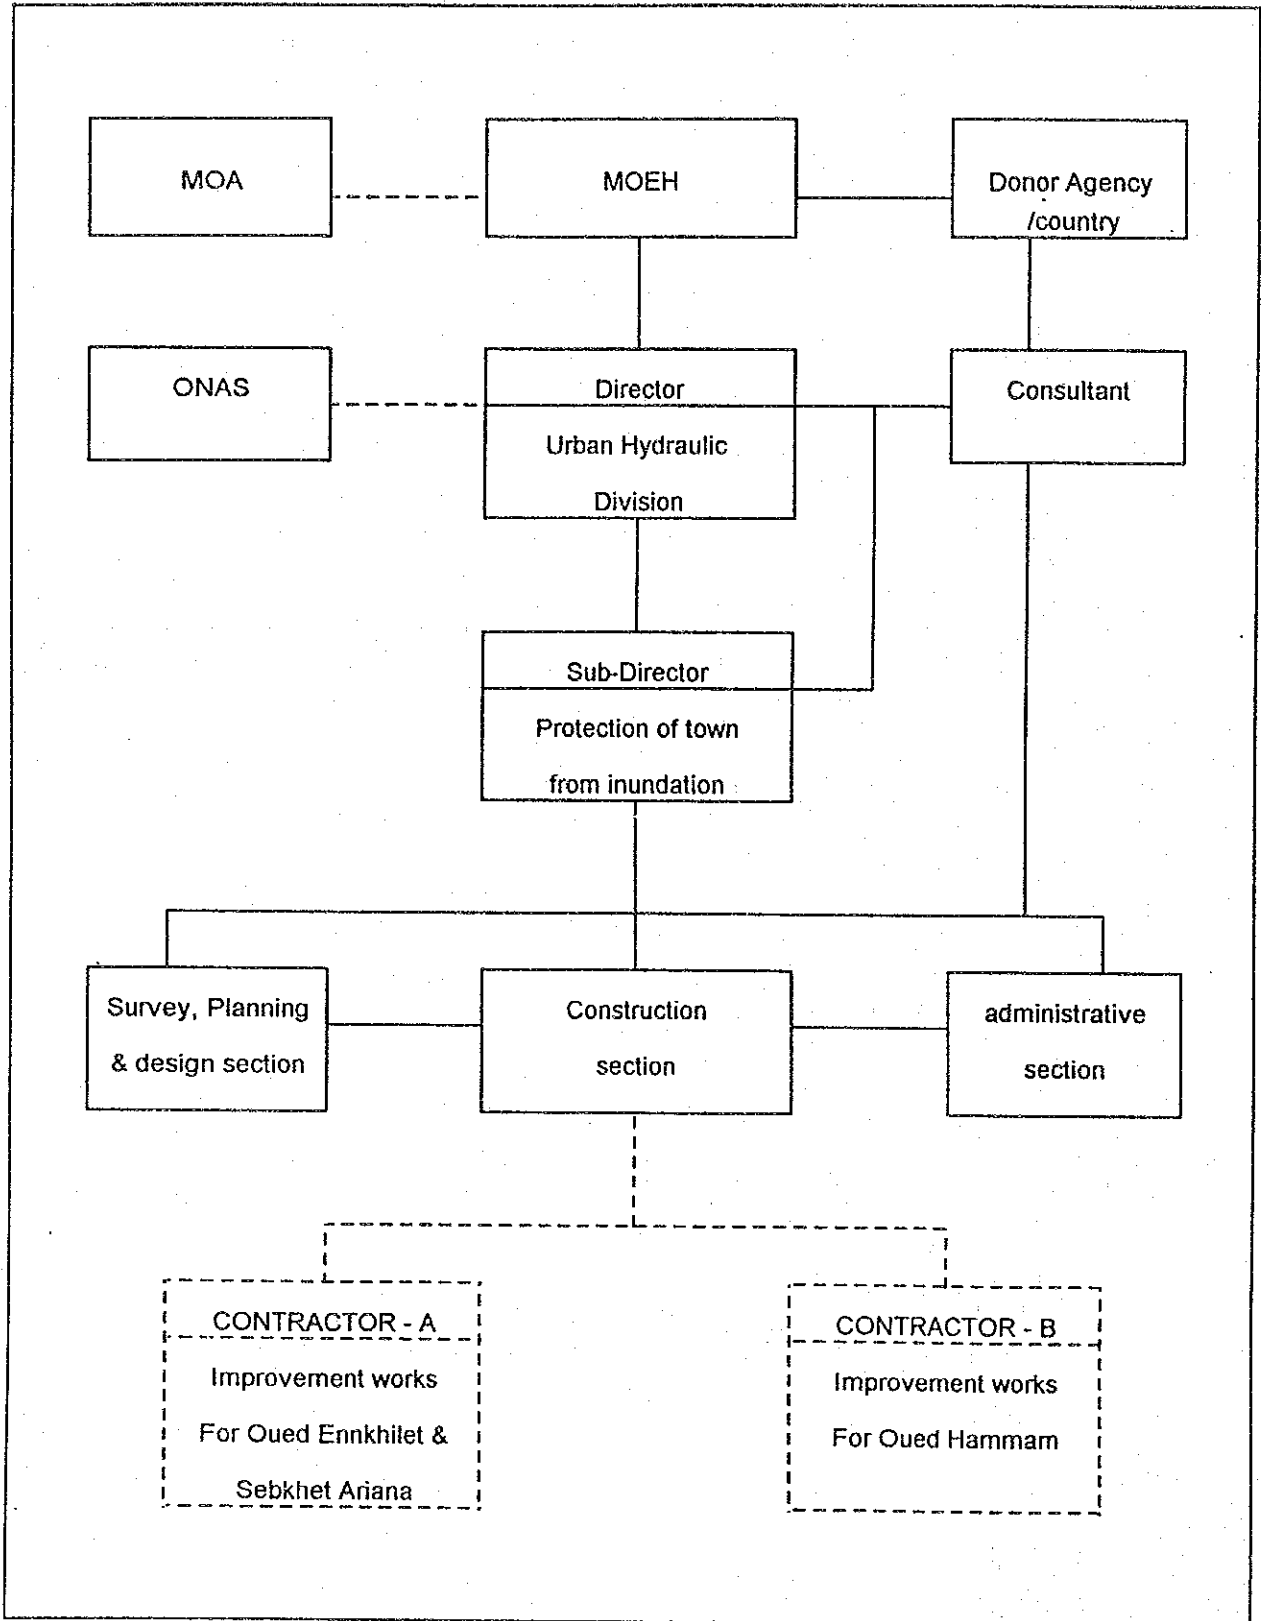 MOA
MOEH
Donor Agency
/country
ONAS
Director
Urban Hydraulic
Division
Consultant
Sub-Director
Protection of town
from inundation
Survey, Planning
& design section
Construction
section
administrative
section
CONTRACTOR - A
Improvement works
For Oued Ennkhilet &
Sebkhet Ariana
CONTRACTOR - B
Improvement works
For Oued Hammam